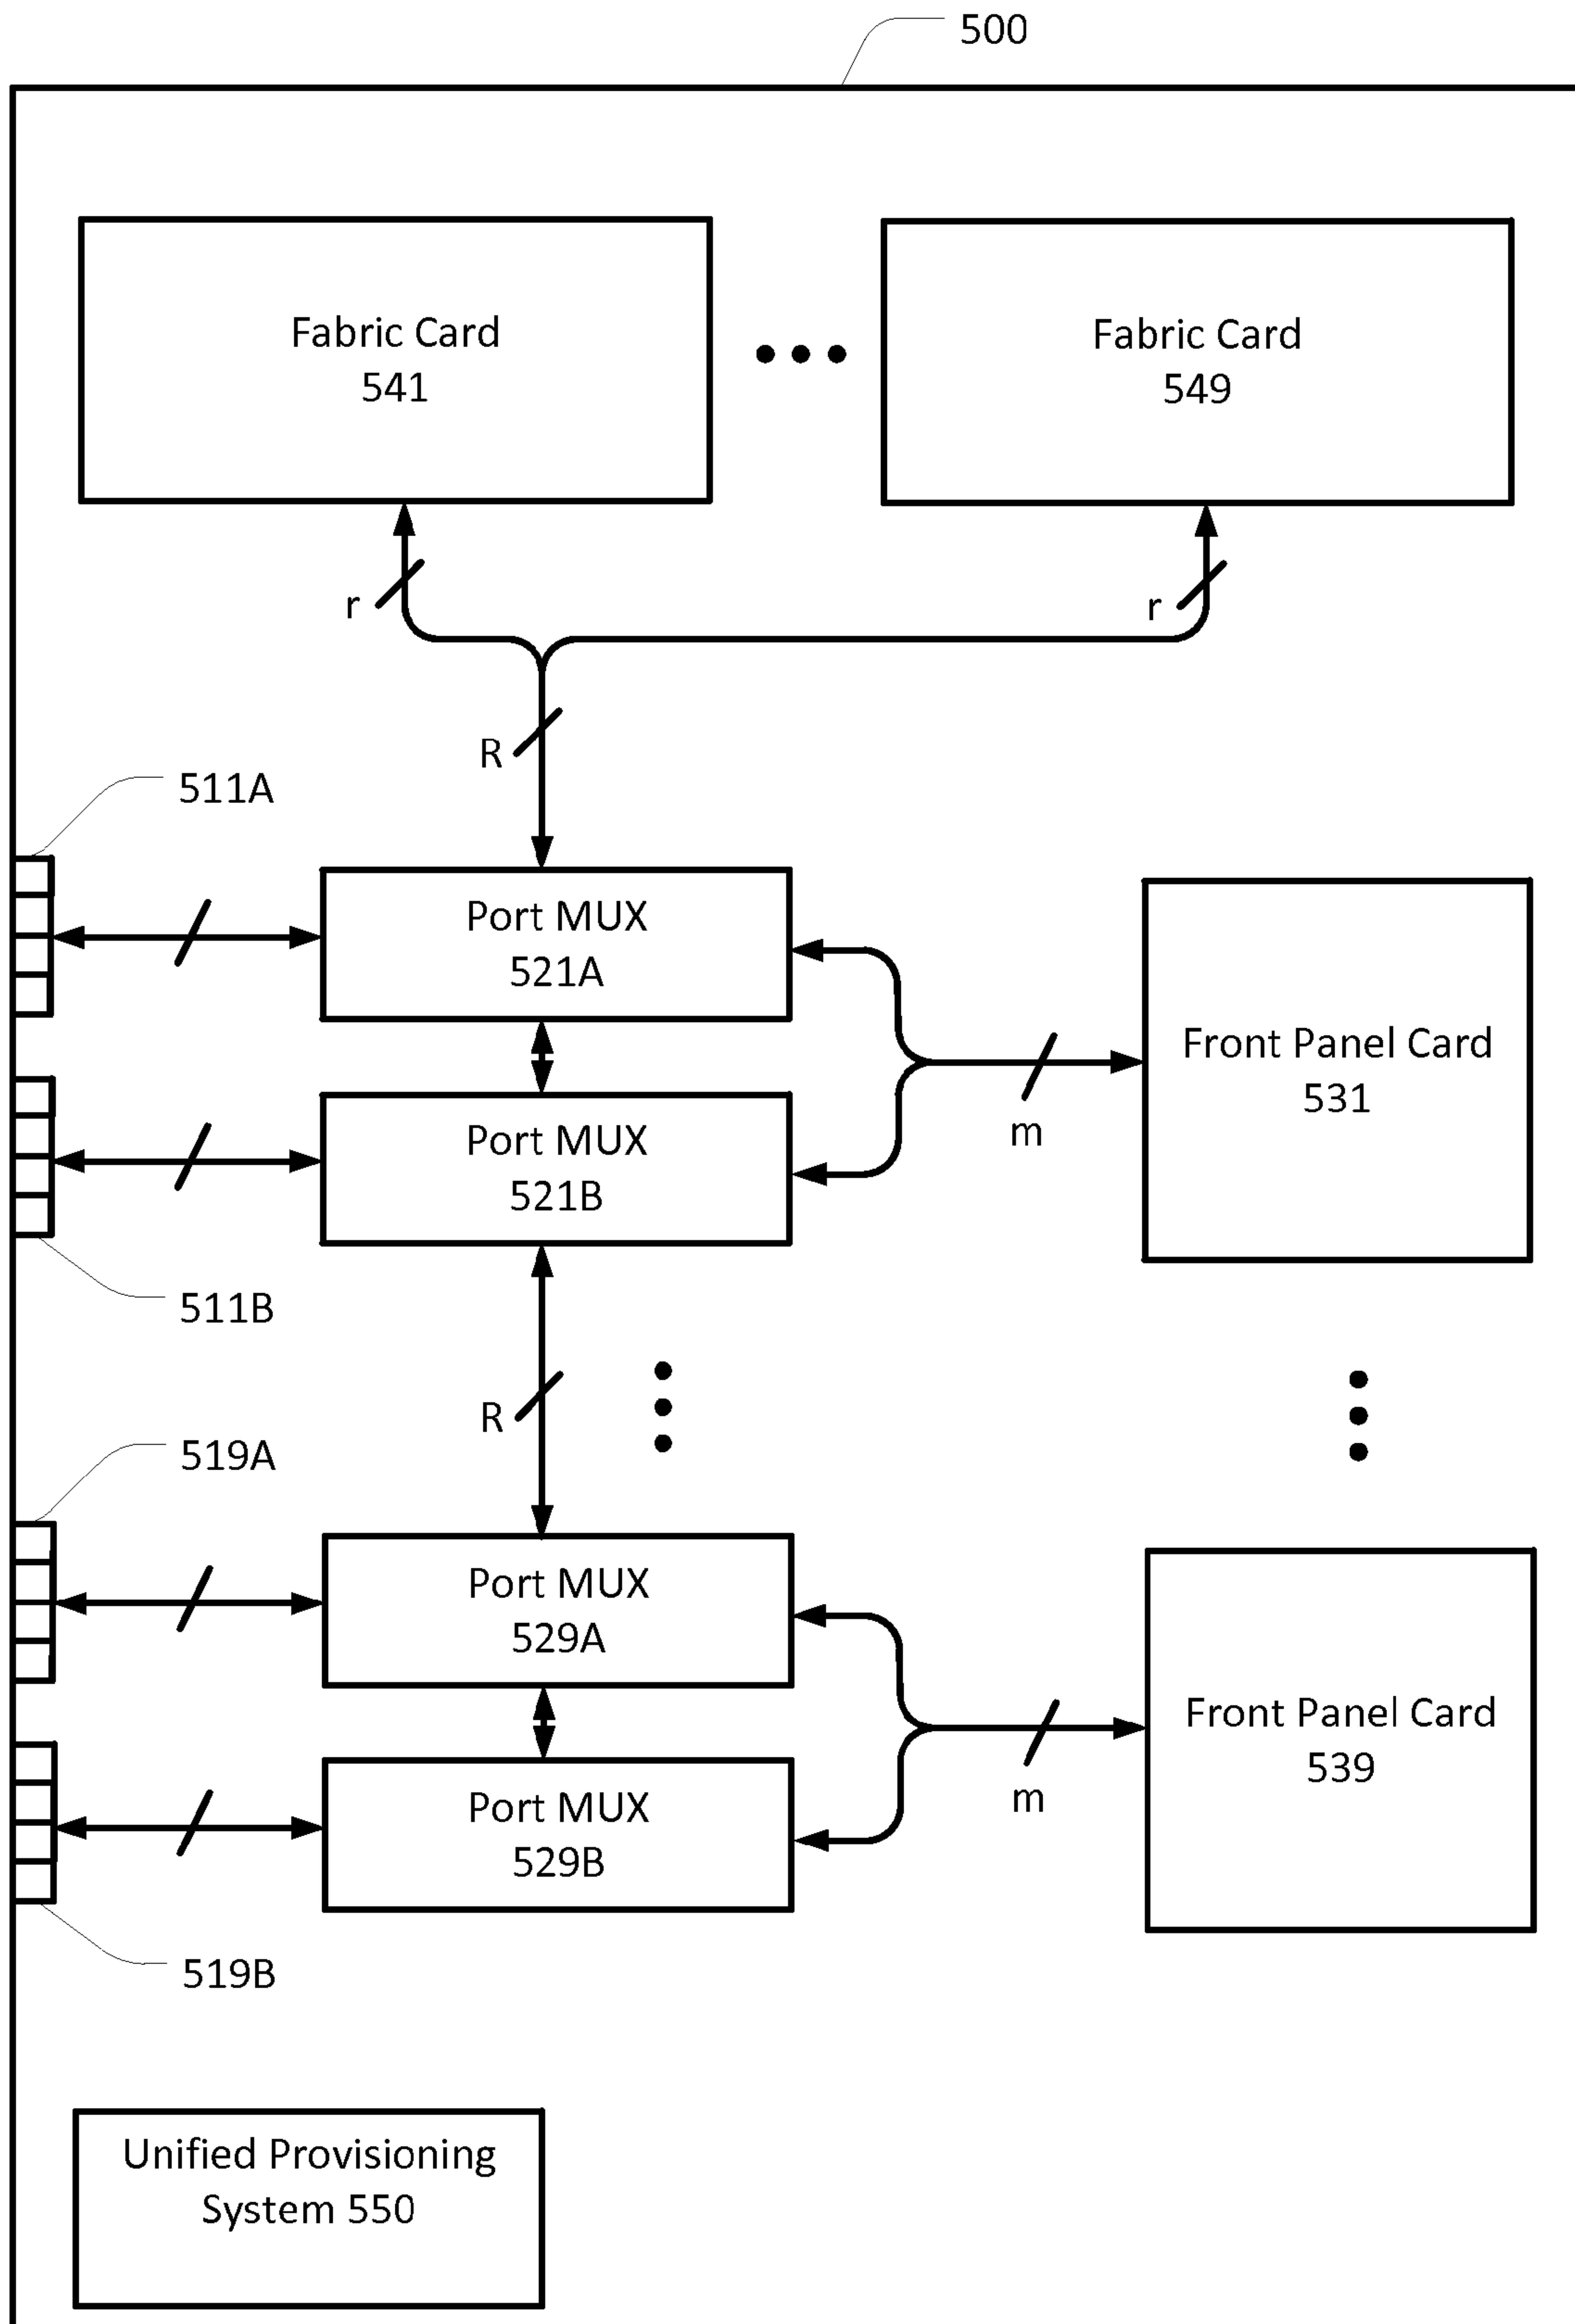 500
Fabric Card
541
Fabric Card
549
r
r
R
511A
Port MUX
521A
Front Panel Card
531
m
Port MUX
521B
511B
R
519A
Port MUX
529A
Front Panel Card
539
m
Port MUX
529B
519B
Unified Provisioning
System 550